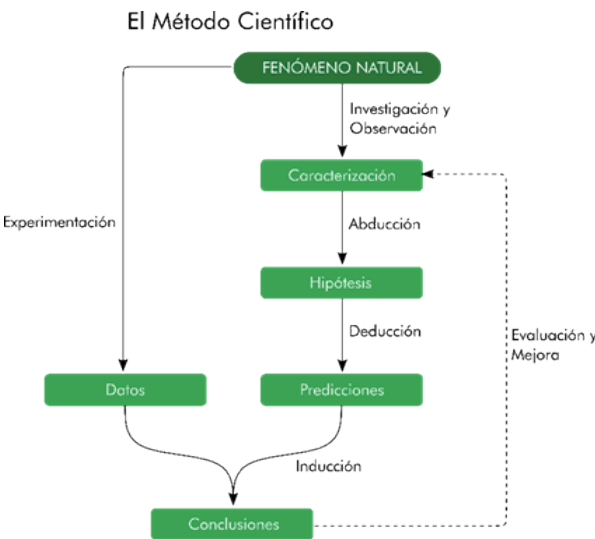 El Método Científico
FENÓMENO NATURAL
Investigación y
Observación
Caracterización
Experimentación
Abducción
Hipótesis
Deducción
Evaluación y
Mejora
Datos
Predicciones
Inducción
Conclusiones